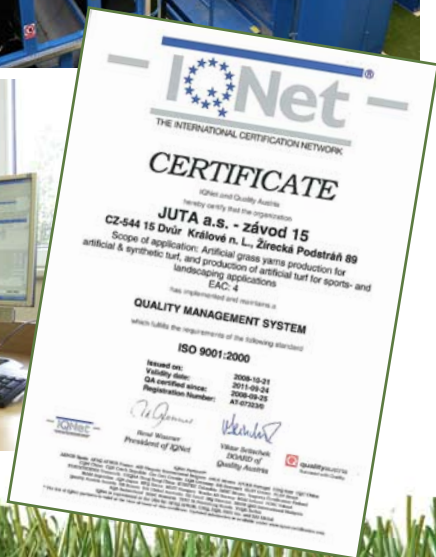 IQNet
®
THE INTERNATIONAL CERTIFICATION NETWORK
CERTIFICATE
IQNet and Quality Austria
hereby certify that the organization
JUTA a.s. - závod 15
CZ-544 15 Dvůr Králové n. L., Žirecká Podstráň 89
Scope of application: Artificial grass yarns production for
artificial & synthetic turf, and production of artificial turf for sports- and
landscaping applications
EAC: 4
has implemented and maintains a
QUALITY MANAGEMENT SYSTEM
which fulfills the requirements of the following standard
ISO 9001:2000
Issued on: 2008-10-21
Validity date: 2011-09-24
QA certified since: 2008-09-25
Registration Number: AT-07323/0
IQNet
René Wasmer
President of IQNet
Viktor Seitschek
BOARD of
Quality Austria
qualityaustria